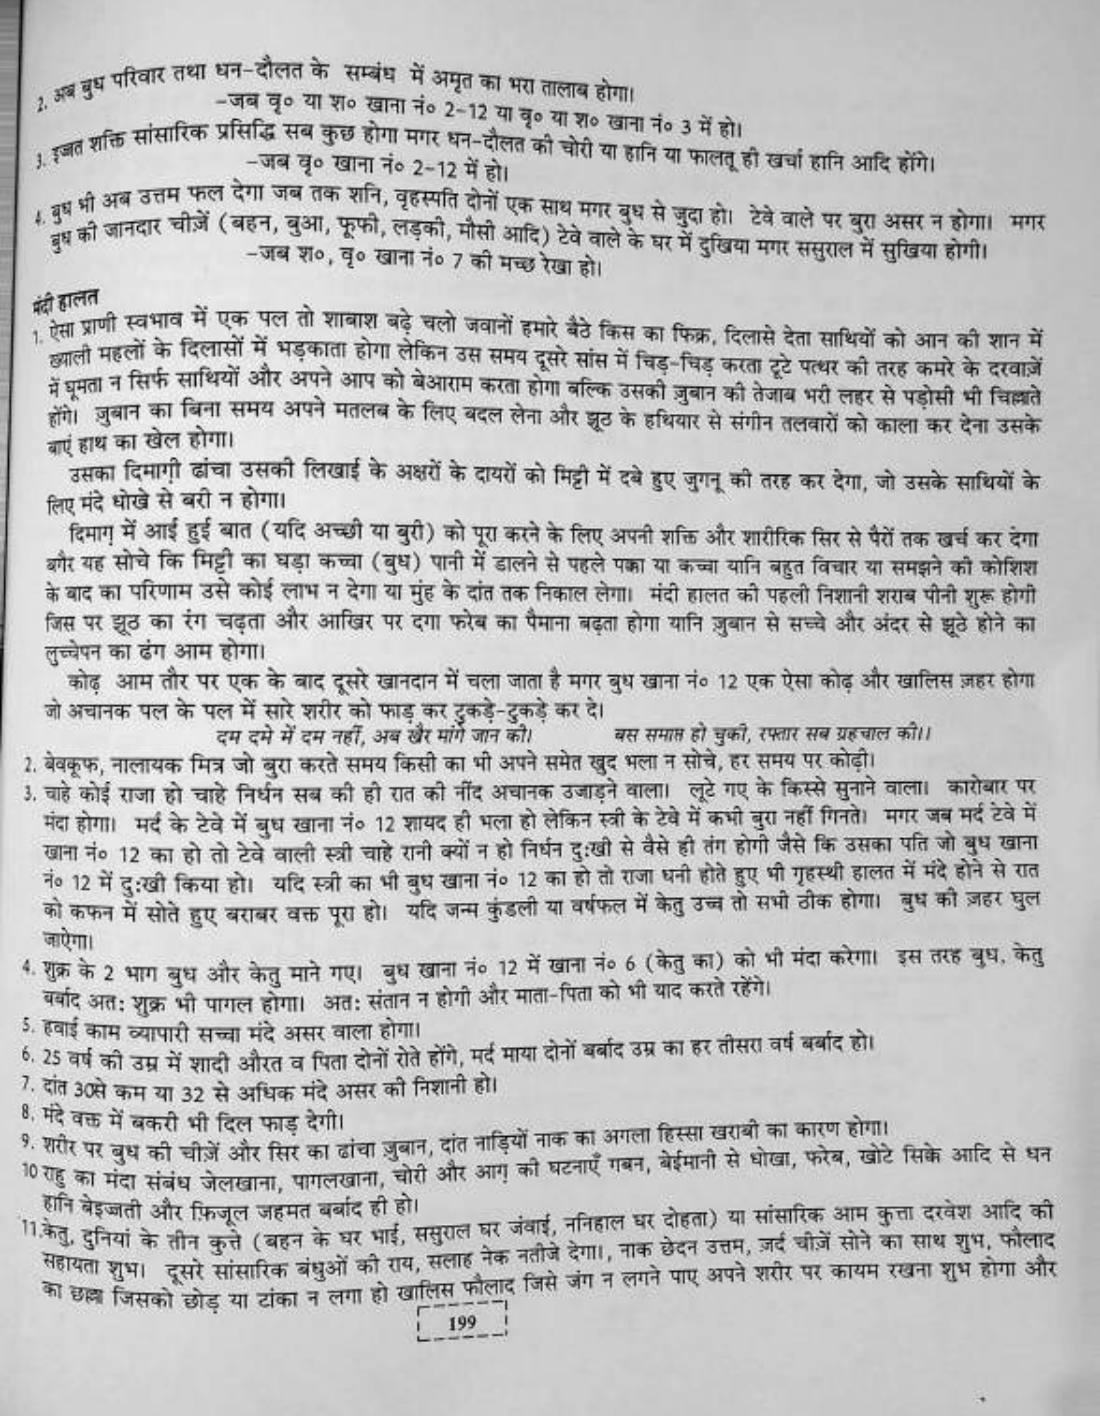 2. अब बुध परिवार तथा धन-दौलत के सम्बंध में अमृत का भरा तालाब होगा।
-जब वृ० या श० खाना नं० 2-12 या वृ० या श० खाना नं० 3 में हो।
3. इज्जत शक्ति सांसारिक प्रसिद्धि सब कुछ होगा मगर धन-दौलत की चोरी या हानि या फालतू ही खर्चा हानि आदि होंगे।
-जब वृ० खाना नं० 2-12 में हो।
4. बुध भी अब उत्तम फल देगा जब तक शनि, वृहस्पति दोनों एक साथ मगर बुध से जुदा हो। टेवे वाले पर बुरा असर न होगा। मगर
बुध की जानदार चीज़ें (बहन, बुआ, फूफी, लड़की, मौसी आदि) टेवे वाले के घर में दुखिया मगर ससुराल में सुखिया होगी।
-जब श०, वृ० खाना नं० 7 की मच्छ रेखा हो।
मंदी हालत
1. ऐसा प्राणी स्वभाव में एक पल तो शाबाश बढ़े चलो जवानों हमारे बैठे किस का फिक्र, दिलासे देता साथियों को आन की शान में
ख़्याली महलों के दिलासों में भड़काता होगा लेकिन उस समय दूसरे सांस में चिड़-चिड़ करता टूटे पत्थर की तरह कमरे के दरवाज़ें
में घूमता न सिर्फ साथियों और अपने आप को बेआराम करता होगा बल्कि उसकी ज़ुबान की तेजाब भरी लहर से पड़ोसी भी चिल्लाते
होंगे। ज़ुबान का बिना समय अपने मतलब के लिए बदल लेना और झूठ के हथियार से संगीन तलवारों को काला कर देना उसके
बाएं हाथ का खेल होगा।
उसका दिमाग़ी ढांचा उसकी लिखाई के अक्षरों के दायरों को मिट्टी में दबे हुए जुगनू की तरह कर देगा, जो उसके साथियों के
लिए मंदे धोखे से बरी न होगा।
दिमाग़ में आई हुई बात (यदि अच्छी या बुरी) को पूरा करने के लिए अपनी शक्ति और शारीरिक सिर से पैरों तक खर्च कर देगा
बगैर यह सोचे कि मिट्टी का घड़ा कच्चा (बुध) पानी में डालने से पहले पक्का या कच्चा यानि बहुत विचार या समझने की कोशिश
के बाद का परिणाम उसे कोई लाभ न देगा या मुंह के दांत तक निकाल लेगा। मंदी हालत की पहली निशानी शराब पीनी शुरू होगी
जिस पर झूठ का रंग चढ़ता और आखिर पर दगा फरेब का पैमाना बढ़ता होगा यानि ज़ुबान से सच्चे और अंदर से झूठे होने का
लुच्चेपन का ढंग आम होगा।
कोढ़ आम तौर पर एक के बाद दूसरे खानदान में चला जाता है मगर बुध खाना नं० 12 एक ऐसा कोढ़ और खालिस ज़हर होगा
जो अचानक पल के पल में सारे शरीर को फाड़ कर टुकड़े-टुकड़े कर दे।
दम दमे में दम नहीं, अब खैर मांगे जान की। बस समाप्त हो चुकी, रफ्तार सब ग्रहचाल की।।
2. बेवकूफ, नालायक मित्र जो बुरा करते समय किसी का भी अपने समेत खुद भला न सोचे, हर समय पर कोढ़ी।
3. चाहे कोई राजा हो चाहे निर्धन सब की ही रात की नींद अचानक उजाड़ने वाला। लूटे गए के किस्से सुनाने वाला। कारोबार पर
मंदा होगा। मर्द के टेवे में बुध खाना नं० 12 शायद ही भला हो लेकिन स्त्री के टेवे में कभी बुरा नहीं गिनते। मगर जब मर्द टेवे में
खाना नं० 12 का हो तो टेवे वाली स्त्री चाहे रानी क्यों न हो निर्धन दु:खी से वैसे ही तंग होगी जैसे कि उसका पति जो बुध खाना
नं० 12 में दु:खी किया हो। यदि स्त्री का भी बुध खाना नं० 12 का हो तो राजा धनी होते हुए भी गृहस्थी हालत में मंदे होने से रात
को कफन में सोते हुए बराबर वक्त पूरा हो। यदि जन्म कुंडली या वर्षफल में केतु उच्च तो सभी ठीक होगा। बुध की ज़हर घुल
जाऐगा।
4. शुक्र के 2 भाग बुध और केतु माने गए। बुध खाना नं० 12 में खाना नं० 6 (केतु का) को भी मंदा करेगा। इस तरह बुध, केतु
बर्बाद अत: शुक्र भी पागल होगा। अत: संतान न होगी और माता-पिता को भी याद करते रहेंगे।
5. हवाई काम व्यापारी सच्चा मंदे असर वाला होगा।
6. 25 वर्ष की उम्र में शादी औरत व पिता दोनों रोते होंगे, मर्द माया दोनों बर्बाद उम्र का हर तीसरा वर्ष बर्बाद हो।
7. दांत 30से कम या 32 से अधिक मंदे असर की निशानी हो।
8. मंदे वक्त में बकरी भी दिल फाड़ देगी।
9. शरीर पर बुध की चीज़ें और सिर का ढांचा ज़ुबान, दांत नाड़ियों नाक का अगला हिस्सा खराबी का कारण होगा।
10 राहु का मंदा संबंध जेलखाना, पागलखाना, चोरी और आग़ की घटनाएँ गबन, बेईमानी से धोखा, फरेब, खोटे सिक्के आदि से धन
हानि बेइज्जती और फ़िजूल जहमत बर्बाद ही हो।
11.केतु, दुनियां के तीन कुत्ते (बहन के घर भाई, ससुराल घर जंवाई, ननिहाल घर दोहता) या सांसारिक आम कुत्ता दरवेश आदि की
सहायता शुभ। दूसरे सांसारिक बंधुओं की राय, सलाह नेक नतीजे देगा।, नाक छेदन उत्तम, ज़र्द चीज़ें सोने का साथ शुभ, फौलाद
का छल्ला जिसको छोड़ या टांका न लगा हो खालिस फौलाद जिसे जंग न लगने पाए अपने शरीर पर कायम रखना शुभ होगा और
199